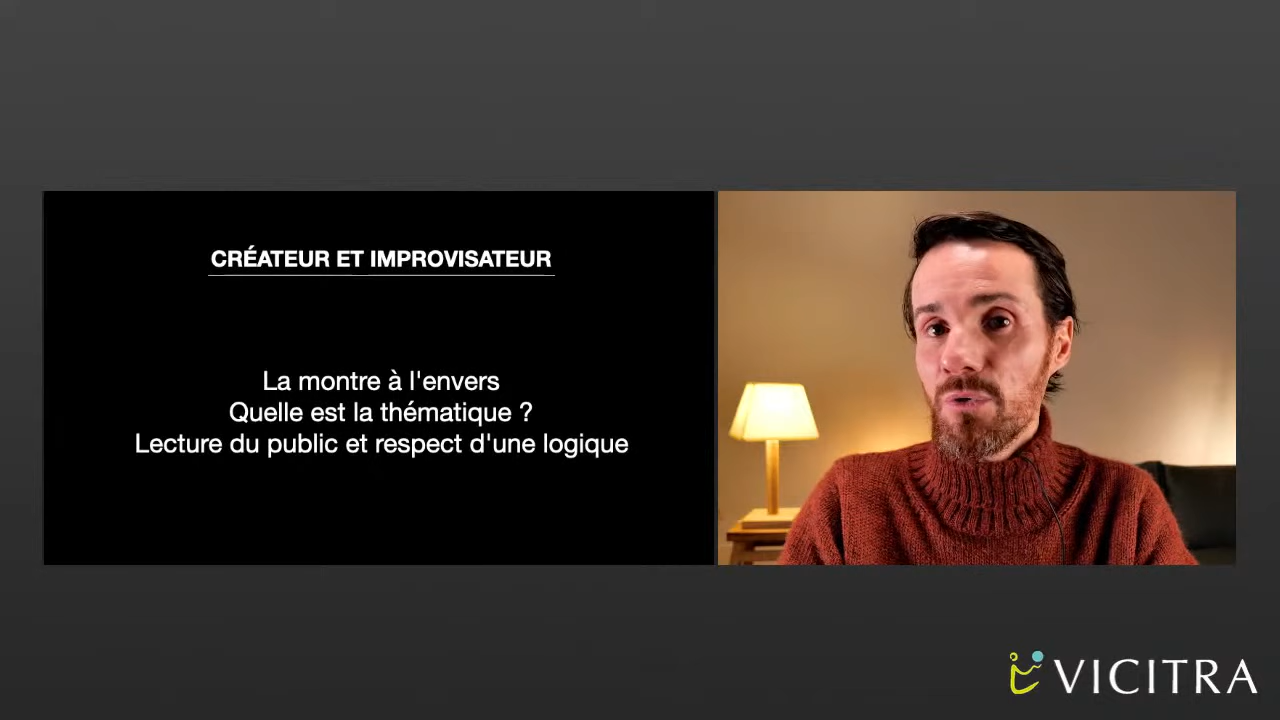 CRÉATEUR ET IMPROVISATEUR
La montre à l'envers
Quelle est la thématique ?
Lecture du public et respect d'une logique
VICITRA